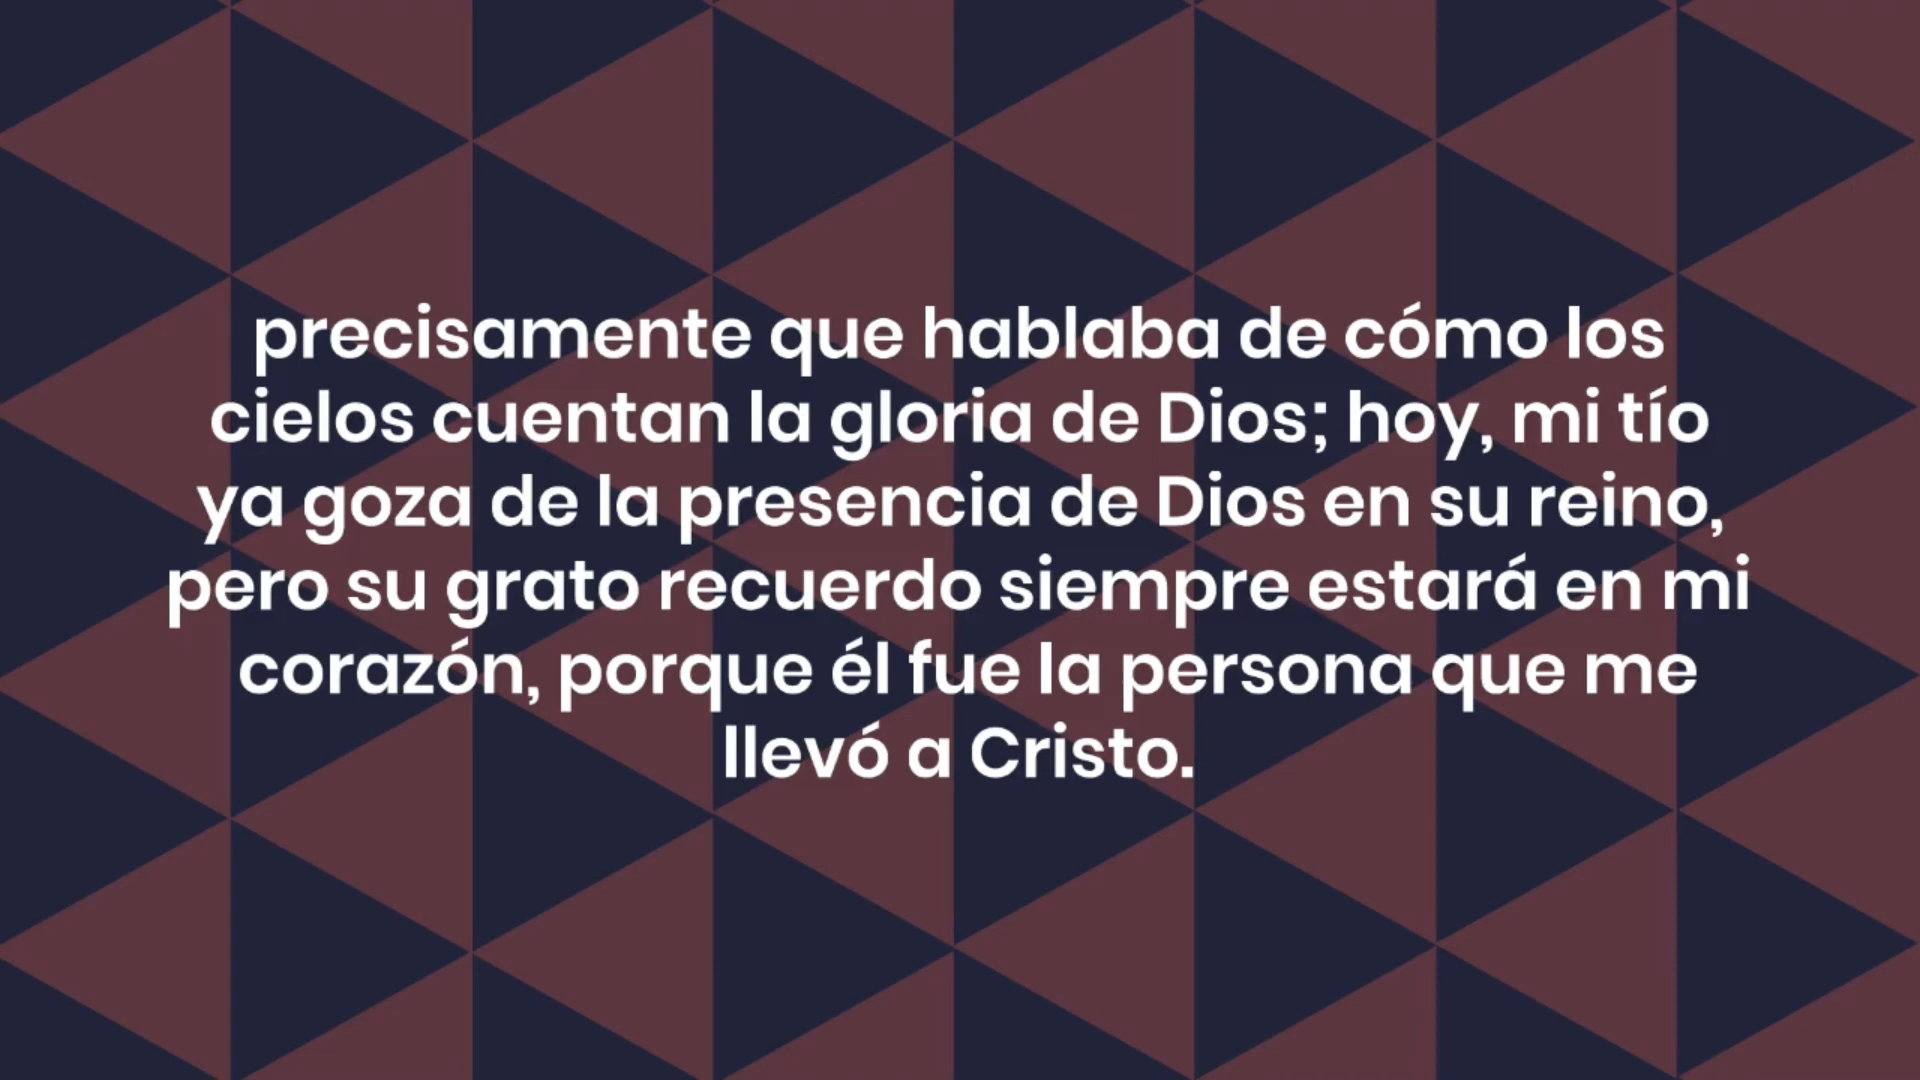 precisamente que hablaba de cómo los
cielos cuentan la gloria de Dios; hoy, mi tío
ya goza de la presencia de Dios en su reino,
pero su grato recuerdo siempre estará en mi
corazón, porque él fue la persona que me
llevó a Cristo.